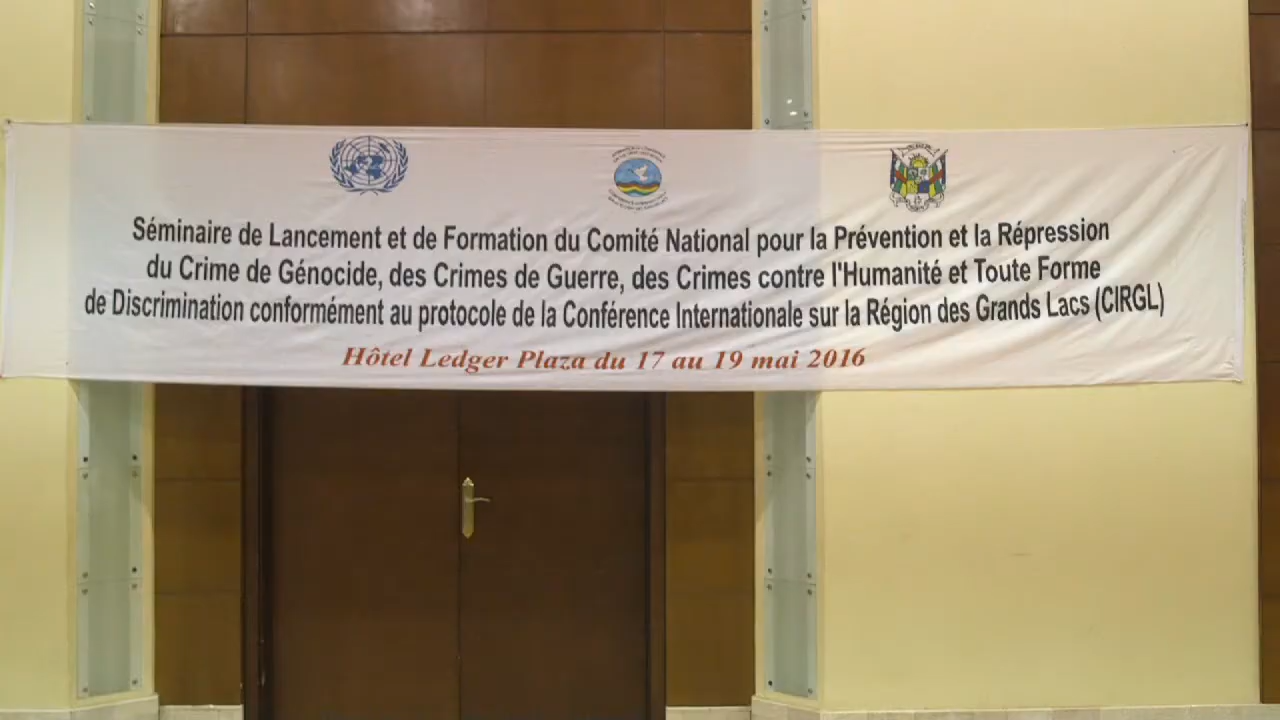 Séminaire de Lancement et de Formation du Comité National pour la Prévention et la Répression
du Crime de Génocide, des Crimes de Guerre, des Crimes contre l'Humanité et Toute Forme
de Discrimination conformément au protocole de la Conférence Internationale sur la Région des Grands Lacs (CIRGL)
Hôtel Ledger Plaza du 17 au 19 mai 2016